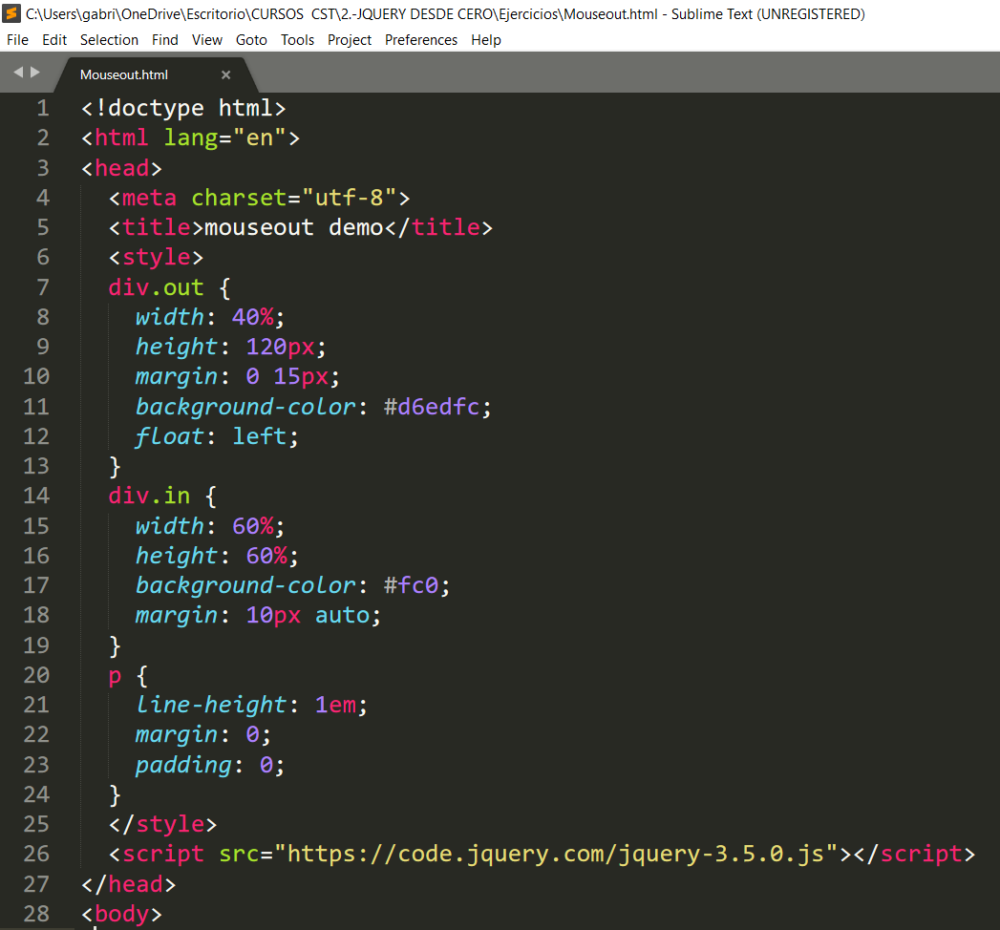 C:\Users\gabri\OneDrive\Escritorio\CURSOS  CST\2.-JQUERY DESDE CERO\Ejercicios\Mouseout.html - Sublime Text (UNREGISTERED)
File Edit Selection Find View Goto Tools Project Preferences Help
Mouseout.html ×
1 <!doctype html>
2 <html lang="en">
3 <head>
4   <meta charset="utf-8">
5   <title>mouseout demo</title>
6   <style>
7   div.out {
8     width: 40%;
9     height: 120px;
10     margin: 0 15px;
11     background-color: #d6edfc;
12     float: left;
13   }
14   div.in {
15     width: 60%;
16     height: 60%;
17     background-color: #fc0;
18     margin: 10px auto;
19   }
20   p {
21     line-height: 1em;
22     margin: 0;
23     padding: 0;
24   }
25   </style>
26   <script src="https://code.jquery.com/jquery-3.5.0.js"></script>
27 </head>
28 <body>